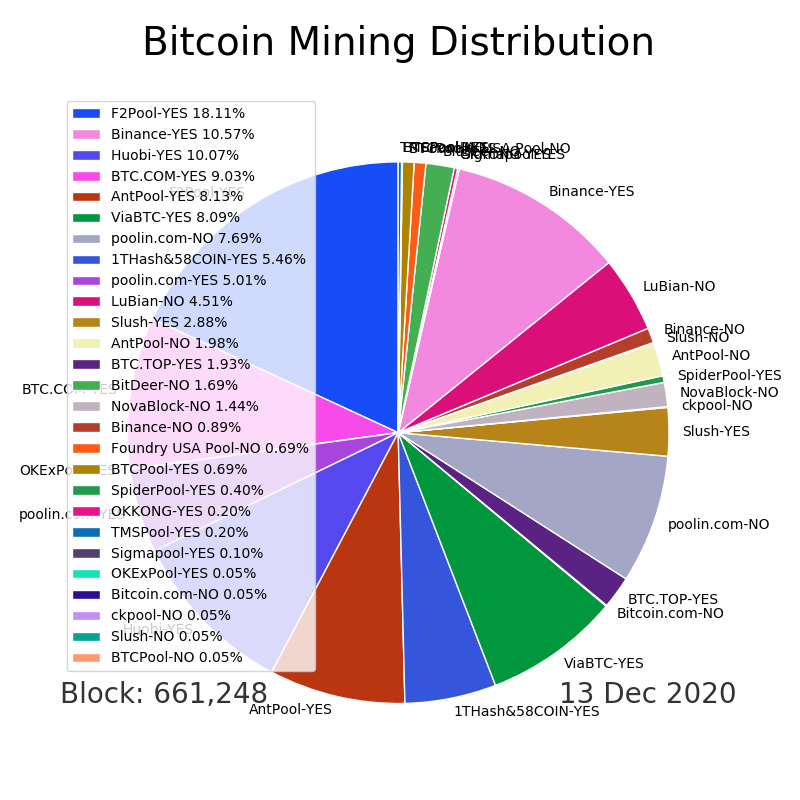 Bitcoin Mining Distribution
F2Pool-YES 18.11%
Binance-YES 10.57%
Huobi-YES 10.07%
BTC.COM-YES 9.03%
AntPool-YES 8.13%
ViaBTC-YES 8.09%
poolin.com-NO 7.69%
1THash&58COIN-YES 5.46%
poolin.com-YES 5.01%
LuBian-NO 4.51%
Slush-YES 2.88%
AntPool-NO 1.98%
BTC.TOP-YES 1.93%
BitDeer-NO 1.69%
NovaBlock-NO 1.44%
Binance-NO 0.89%
Foundry USA Pool-NO 0.69%
BTCPool-YES 0.69%
SpiderPool-YES 0.40%
OKKONG-YES 0.20%
TMSPool-YES 0.20%
Sigmapool-YES 0.10%
OKExPool-YES 0.05%
Bitcoin.com-NO 0.05%
ckpool-NO 0.05%
Slush-NO 0.05%
BTCPool-NO 0.05%
Binance-YES
LuBian-NO
Binance-NO
Slush-NO
AntPool-NO
SpiderPool-YES
NovaBlock-NO
ckpool-NO
Slush-YES
poolin.com-NO
BTC.TOP-YES
Bitcoin.com-NO
ViaBTC-YES
1THash&58COIN-YES
AntPool-YES
Huobi-YES
poolin.com-YES
OKExPool-YES
BTC.COM-YES
F2Pool-YES
Block: 661,248
13 Dec 2020